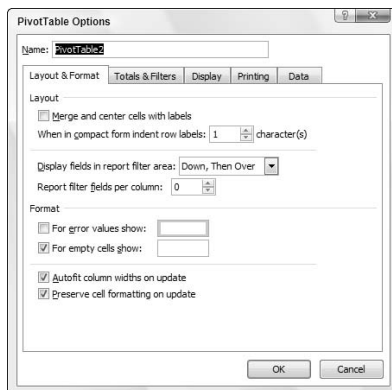 PivotTable Options
Name: PivotTable2
Layout & Format Totals & Filters Display Printing Data
Layout
Merge and center cells with labels
When in compact form indent row labels: 1 character(s)
Display fields in report filter area: Down, Then Over
Report filter fields per column: 0
Format
For error values show:
For empty cells show:
Autofit column widths on update
Preserve cell formatting on update
OK Cancel